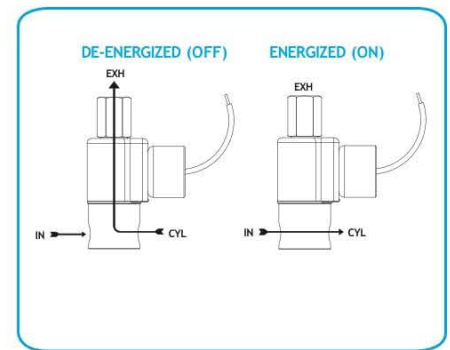 DE-ENERGIZED (OFF)
EXH
IN
CYL
ENERGIZED (ON)
EXH
IN
CYL